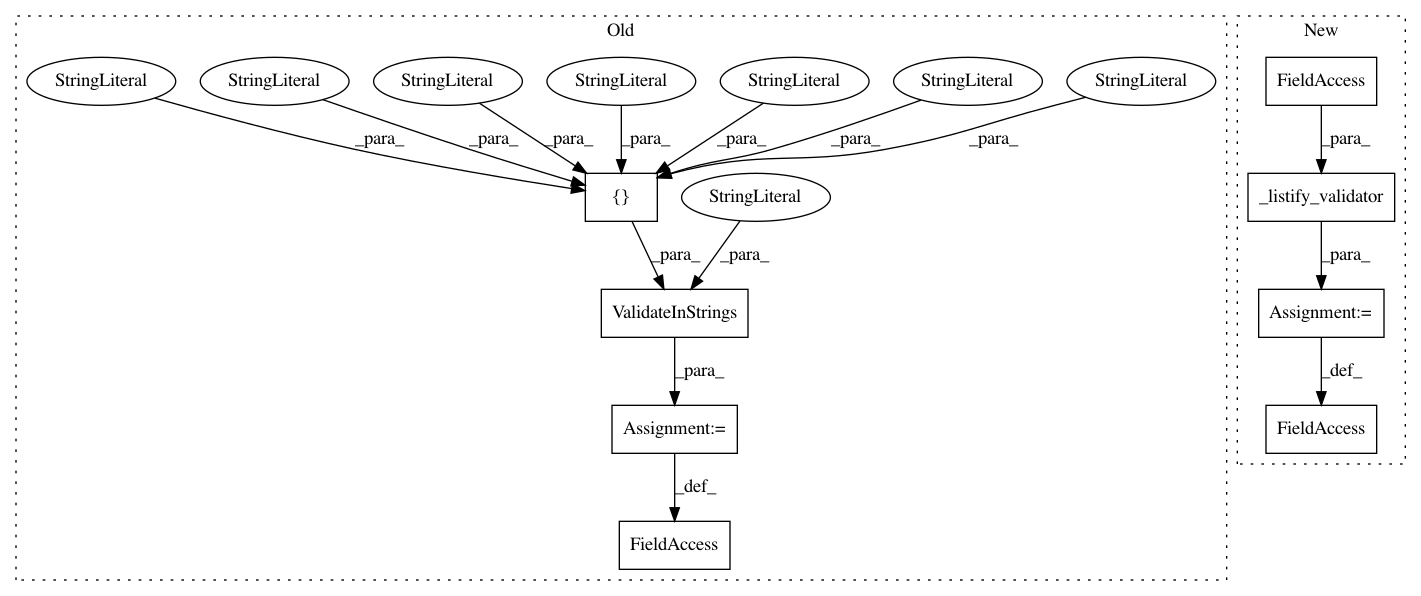 Old
New
StringLiteral StringLiteral StringLiteral StringLiteral StringLiteral StringLiteral StringLiteral
FieldAccess
_para_ _para_ _para_ _para_ _para_ _para_ _para_
_para_
{}
StringLiteral
_listify_validator
_para_ _para_
_para_
ValidateInStrings
Assignment:=
_para_
_def_
Assignment:=
FieldAccess
_def_
FieldAccess